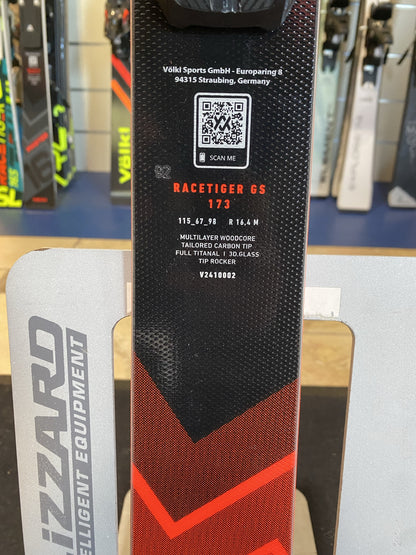 Völkl Sports GmbH - Europaring 8
94315 Straubing, Germany
SCAN ME
RACETIGER GS
173
115_67_98 R 16,4 M
MULTILAYER WOODCORE
TAILORED CARBON TIP
FULL TITANAL | 3D.GLASS
TIP ROCKER
V2410002
völkl
LIZZARD
ELLIGENT EQUIPMENT